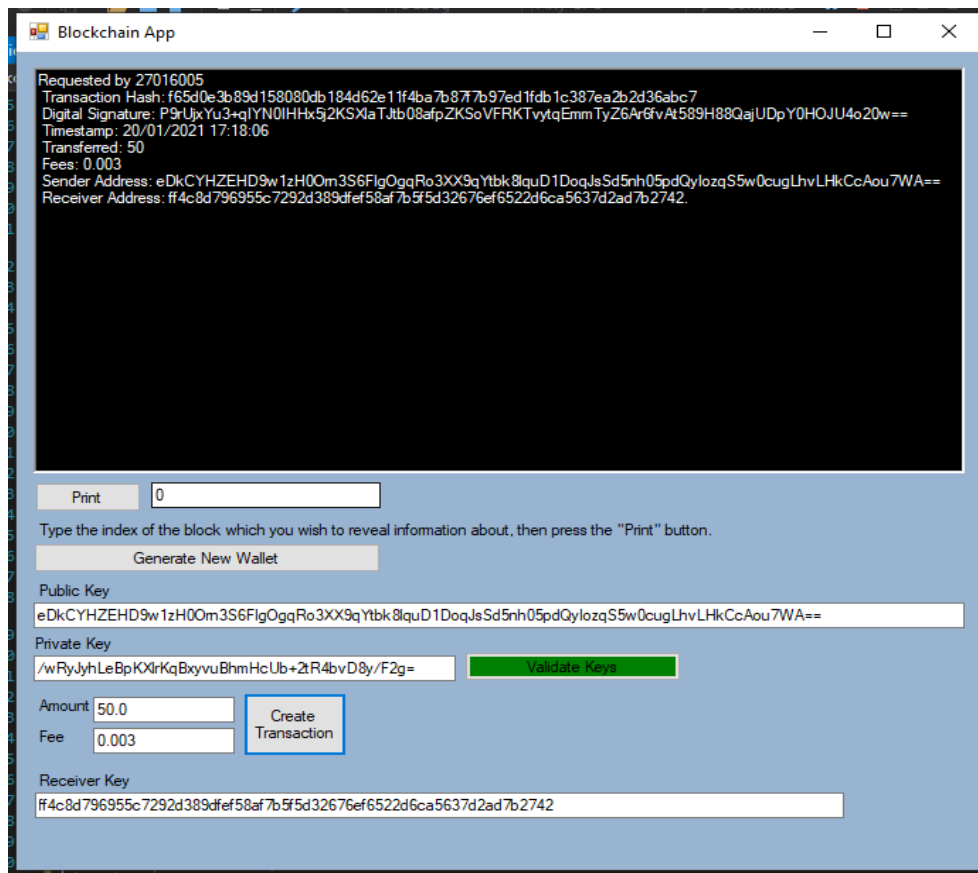 Blockchain App
Requested by 27016005
Transaction Hash: f65d0e3b89d158080db184d62e11f4ba7b87f7b97ed1fdb1c387ea2b2d36abc7
Digital Signature: P9rUjxYu3+qIYN0IHHx5j2KSXlaTJtb08afpZKSoVFRKTvytqEmmTyZ6Ar6fvAt589H88QajUDpY0HOJU4o20w==
Timestamp: 20/01/2021 17:18:06
Transferred: 50
Fees: 0.003
Sender Address: eDkCYHZEHD9w1zH0Om3S6FIgOgqRo3XX9qYtbk8lquD1DoqJsSd5nh05pdQylozqS5w0cugLhvLHkCcAou7WA==
Receiver Address: ff4c8d796955c7292d389dfef58af7b5f5d32676ef6522d6ca5637d2ad7b2742.
Print
0
Type the index of the block which you wish to reveal information about, then press the "Print" button.
Generate New Wallet
Public Key
eDkCYHZEHD9w1zH0Om3S6FIgOgqRo3XX9qYtbk8lquD1DoqJsSd5nh05pdQylozqS5w0cugLhvLHkCcAou7WA==
Private Key
/wRyJyhLeBpKXlrKqBxyvuBhmHcUb+2tR4bvD8y/F2g=
Validate Keys
Amount 50.0
Create
Transaction
Fee 0.003
Receiver Key
ff4c8d796955c7292d389dfef58af7b5f5d32676ef6522d6ca5637d2ad7b2742